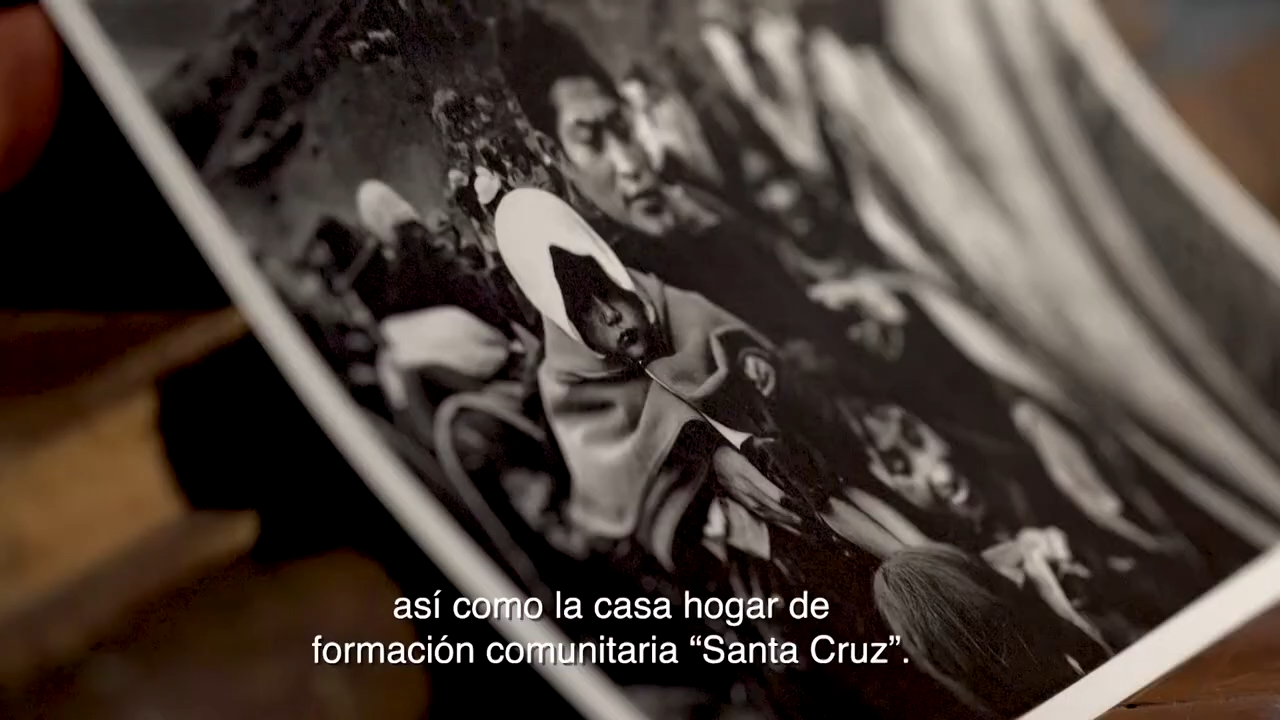 así como la casa hogar de
formación comunitaria “Santa Cruz”.